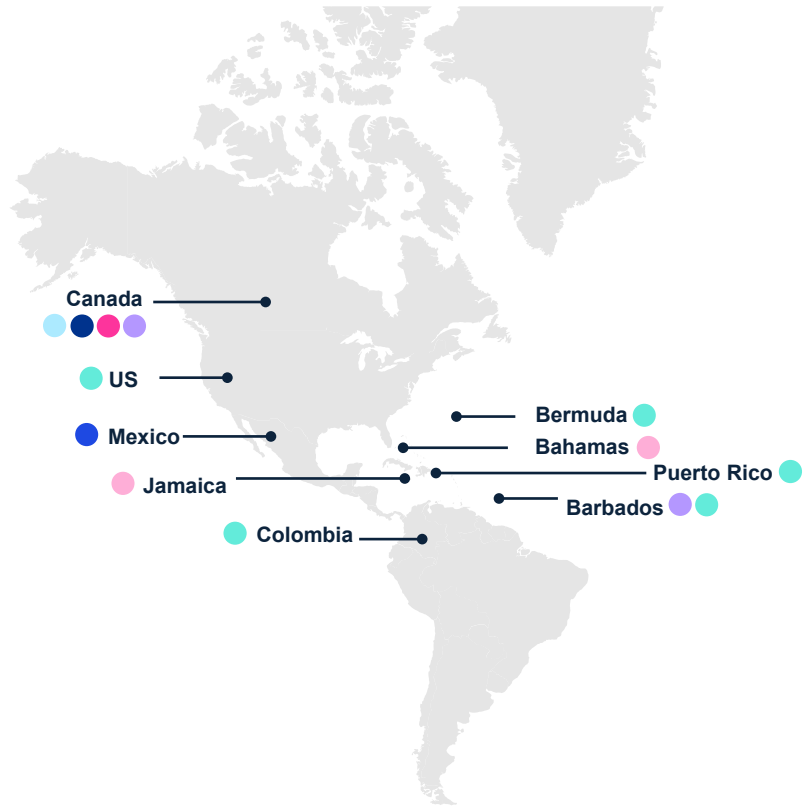 Canada
US
Mexico
Jamaica
Colombia
Bermuda
Bahamas
Puerto Rico
Barbados